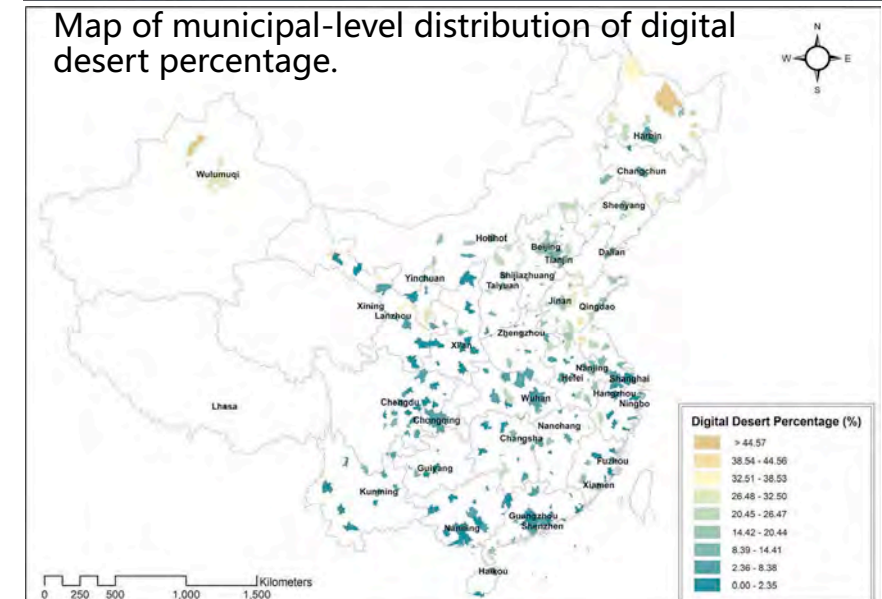 Map of municipal-level distribution of digital
desert percentage.
N
W E
S
Harbin
Wulumuqi
Changchun
Shenyang
Hohhot
Beijing
Dalian
Tianjin
Shijiazhuang
Yinchuan
Taiyuan
Jinan
Xining
Qingdao
Lanzhou
Zhengzhou
Xi'an
Nanjing
Hefei
Shanghai
Hangzhou
Wuhan
Ningbo
Chengdu
Lhasa
Chongqing
Nanchang
Changsha
Guiyang
Fuzhou
Kunming
Xiamen
Guangzhou
Shenzhen
Nanning
Haikou
Digital Desert Percentage (%)
> 44.57
38.54 - 44.56
32.51 - 38.53
26.48 - 32.50
20.45 - 26.47
14.42 - 20.44
8.39 - 14.41
2.36 - 8.38
0.00 - 2.35
Kilometers
0 250 500 1,000 1,500